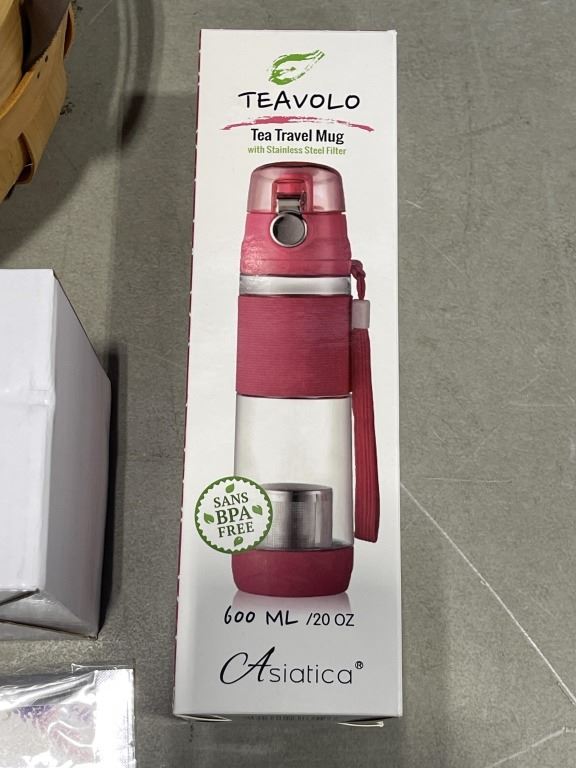 TEAVOLO
Tea Travel Mug
with Stainless Steel Filter
SANS
BPA
FREE
600 ML /20 OZ
Asiatica®